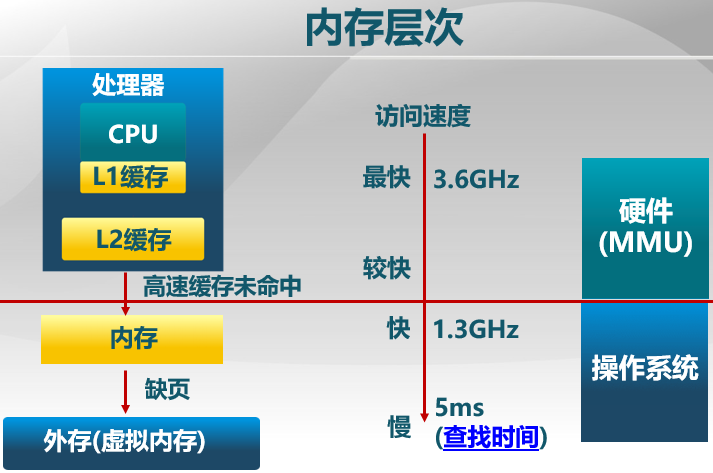 内存层次
处理器
CPU
L1缓存
L2缓存
高速缓存未命中
内存
缺页
外存(虚拟内存)
访问速度
最快 3.6GHz
较快
快 1.3GHz
慢 5ms
(查找时间)
硬件
(MMU)
操作系统